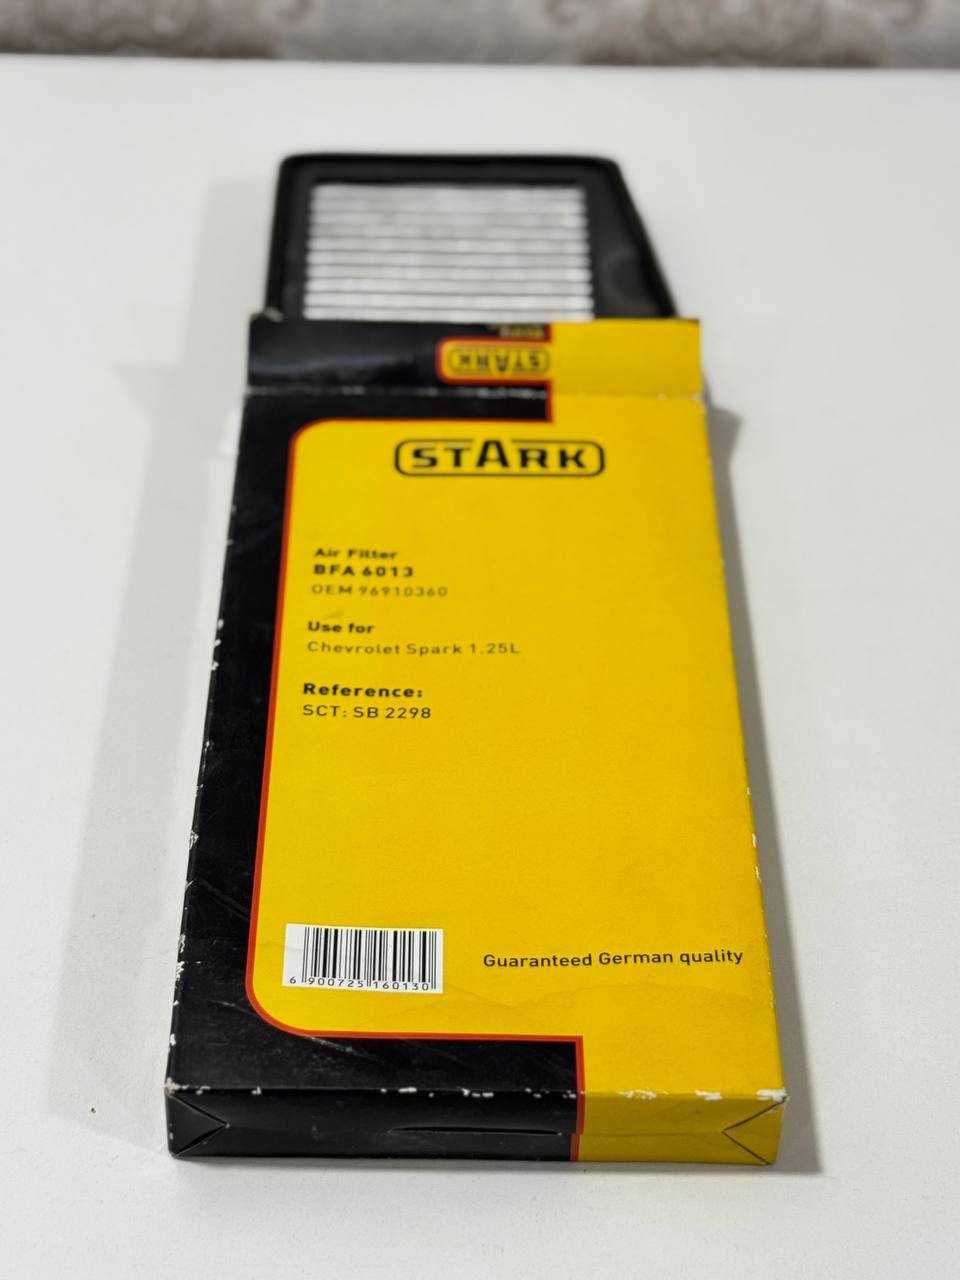 STARK
STARK
Air Filter
BFA 6013
OEM 96910360
Use for
Chevrolet Spark 1,25L
Reference:
SCT: SB 2298
6 900725 160130
Guaranteed German quality